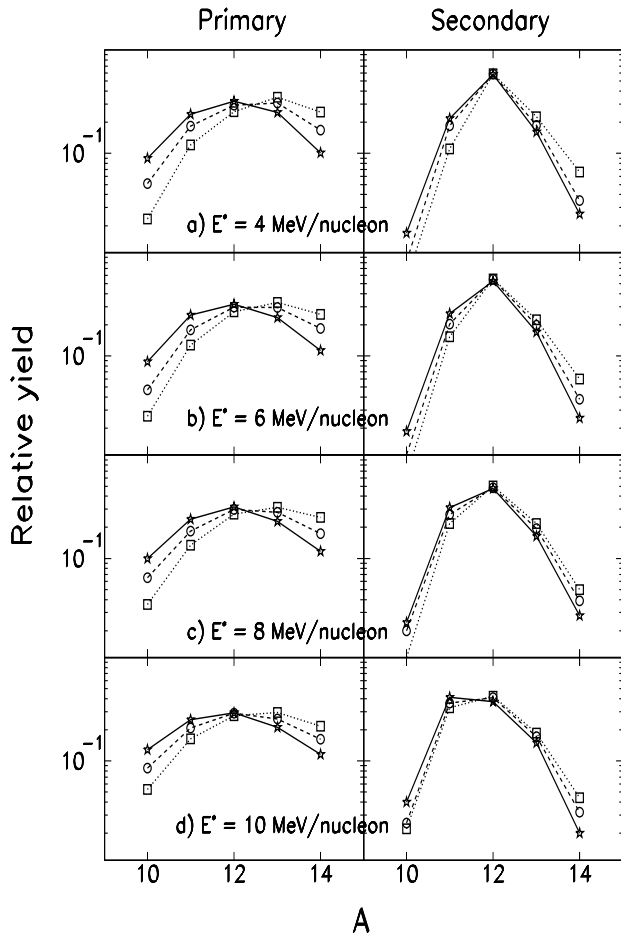 Primary Secondary
10⁻¹
a) E* = 4 MeV/nucleon
10⁻¹
b) E* = 6 MeV/nucleon
Relative yield
10⁻¹
c) E* = 8 MeV/nucleon
10⁻¹
d) E* = 10 MeV/nucleon
10 12 14 10 12 14
A